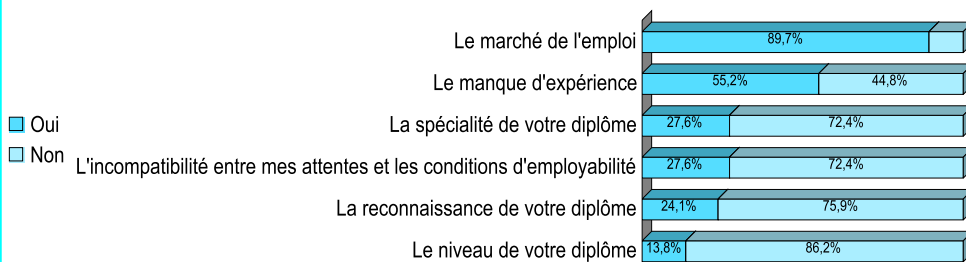 Le marché de l'emploi 89,7%
Le manque d'expérience 55,2% 44,8%
La spécialité de votre diplôme 27,6% 72,4%
Oui
Non
L'incompatibilité entre mes attentes et les conditions d'employabilité 27,6% 72,4%
La reconnaissance de votre diplôme 24,1% 75,9%
Le niveau de votre diplôme 13,8% 86,2%